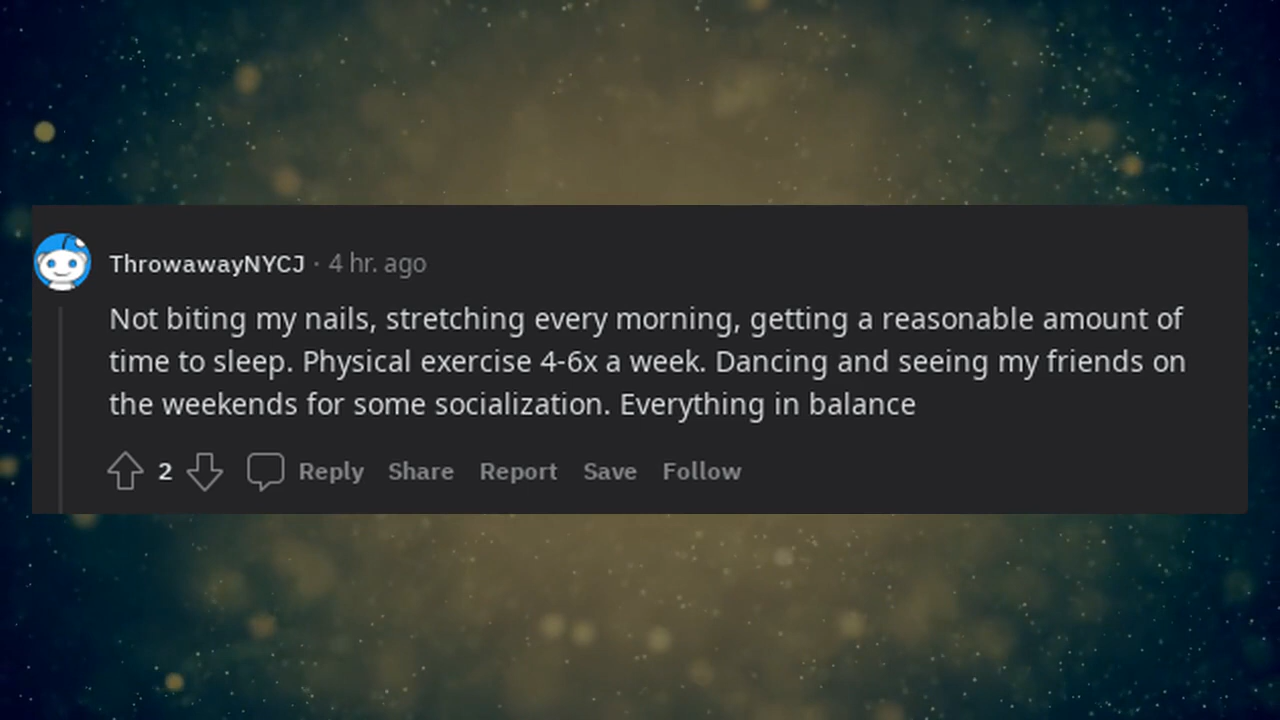 ThrowawayNYCJ · 4 hr. ago
Not biting my nails, stretching every morning, getting a reasonable amount of
time to sleep. Physical exercise 4-6x a week. Dancing and seeing my friends on
the weekends for some socialization. Everything in balance
2 Reply Share Report Save Follow